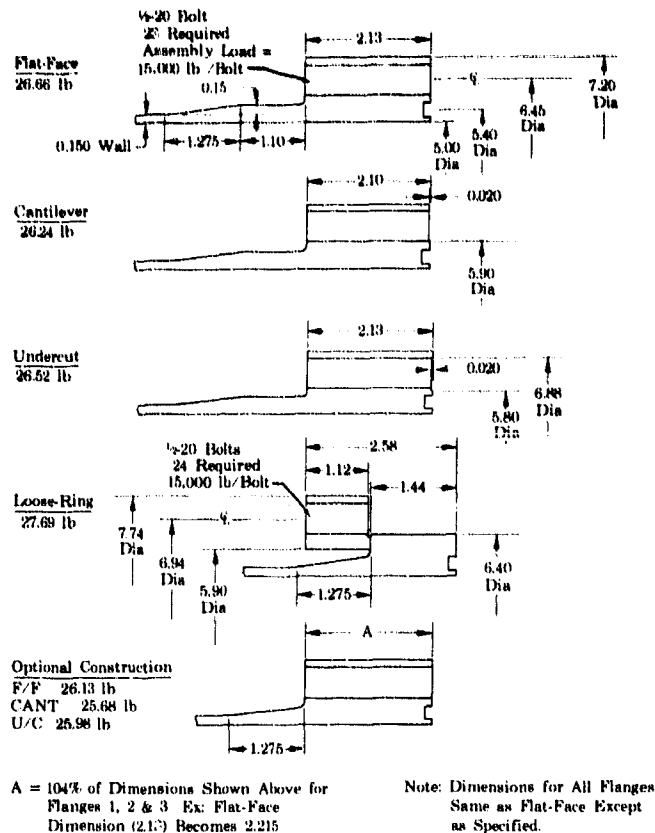 ½-20 Bolt
Required
Assembly Load =
15,000 lb /Bolt
Flat-Face
26.66 lb
0.150 Wall
0.15
1.275
1.10
2.13
5.00
Dia
5.40
Dia
6.45
Dia
7.20
Dia
Cantilever
26.24 lb
2.10
0.020
5.90
Dia
Undercut
26.52 lb
2.13
0.020
5.80
Dia
6.88
Dia
½-20 Bolts
24 Required
15,000 lb/Bolt
Loose-Ring
27.69 lb
2.58
1.12
1.44
7.74
Dia
6.94
Dia
5.90
Dia
1.275
6.40
Dia
Optional Construction
F/F 26.13 lb
CANT 25.68 lb
U/C 25.98 lb
A
1.275
A = 104% of Dimensions Shown Above for
Flanges 1, 2 & 3 Ex: Flat-Face
Dimension (2.13) Becomes 2.215
Note: Dimensions for All Flanges
Same as Flat-Face Except
as Specified.